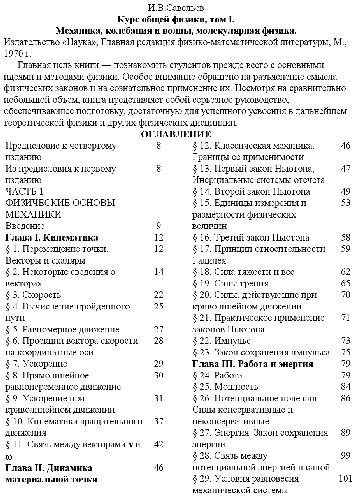 И.В.Савельев
Курс общей физики, том I.
Механика, колебания и волны, молекулярная физика.
Издательство «Наука», Главная редакция физико-математической литературы, М.,
1970 г.
Главная цель книги — познакомить студентов прежде всего с основными
идеями и методами физики. Особое внимание обращено на разъяснение смысла
физических законов и на сознательное применение их. Несмотря на сравнительно
небольшой объем, книга представляет собой серьезное руководство,
обеспечивающее подготовку, достаточную для успешного усвоения в дальнейшем
теоретической физики и других физических дисциплин.
ОГЛАВЛЕНИЕ
Предисловие к четвертому 8
изданию
Из предисловия к первому 8
изданию
ЧАСТЬ 1
ФИЗИЧЕСКИЕ ОСНОВЫ
МЕХАНИКИ
Введение 9
Глава I. Кинематика 12
§ 1. Перемещение точки. 12
Векторы и скаляры
§ 2. Некоторые сведения о 14
векторах
§ 3. Скорость 22
§ 4. Вычисление пройденного 25
пути
§ 5. Равномерное движение 27
§ 6. Проекции вектора скорости 28
на координатные оси
§ 7. Ускорение 29
§ 8. Прямолинейное 30
равнопеременное движение
§ 9. Ускорение при 31
криволинейном движении
§ 10. Кинематика вращательного 37
движения
§ 11. Связь между векторами v и 42
ω
Глава II. Динамика 46
материальной точки
§ 12. Классическая механика. 46
Границы ее применимости
§ 13. Первый закон Ньютона. 47
Инерциальные системы отсчета
§ 14. Второй закон Ньютона 49
§ 15. Единицы измерения и 53
размерности физических
величин
§ 16. Третий закон Ньютона 58
§ 17. Принцип относительности 59
Галилея
§ 18. Сила тяжести и вес 62
§ 19. Силы трения 65
§ 20. Силы, действующие при 70
криволинейном движении
§ 21. Практическое применение 71
законов Ньютона
§ 22. Импульс 73
§ 23. Закон сохранения импульса 75
Глава III. Работа и энергия 79
§ 24. Работа 79
§ 25. Мощность 84
§ 26. Потенциальное поле сил. 86
Силы консервативные и
неконсервативные
§ 27. Энергия. Закон сохранения 89
энергии
§ 28. Связь между 99
потенциальной энергией и силой
§ 29. Условия равновесия 101
механической системы